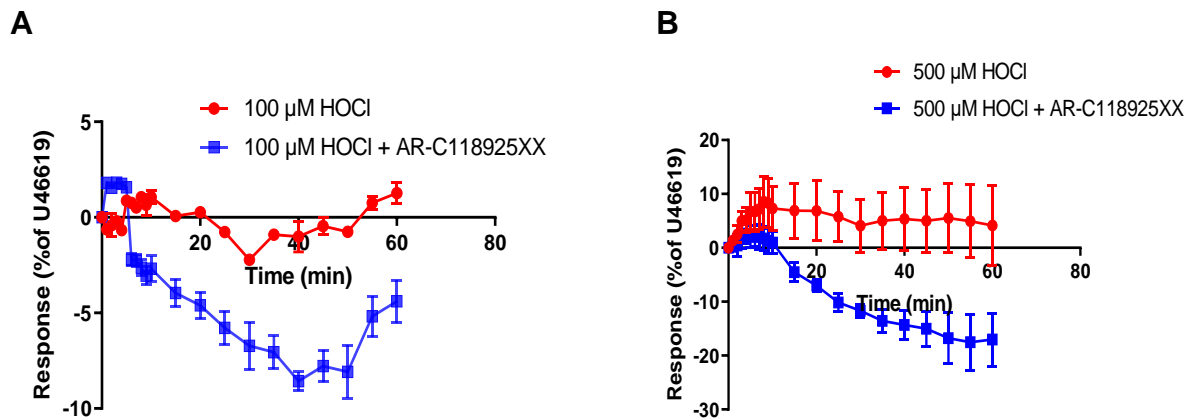 A
100 µM HOCl
100 µM HOCl + AR-C118925XX
Response (%of U46619)
5
0
-5
-10
20
40
60
80
Time (min)
B
500 µM HOCl
500 µM HOCl + AR-C118925XX
Response (%of U46619)
20
10
0
-10
-20
-30
20
40
60
80
Time (min)